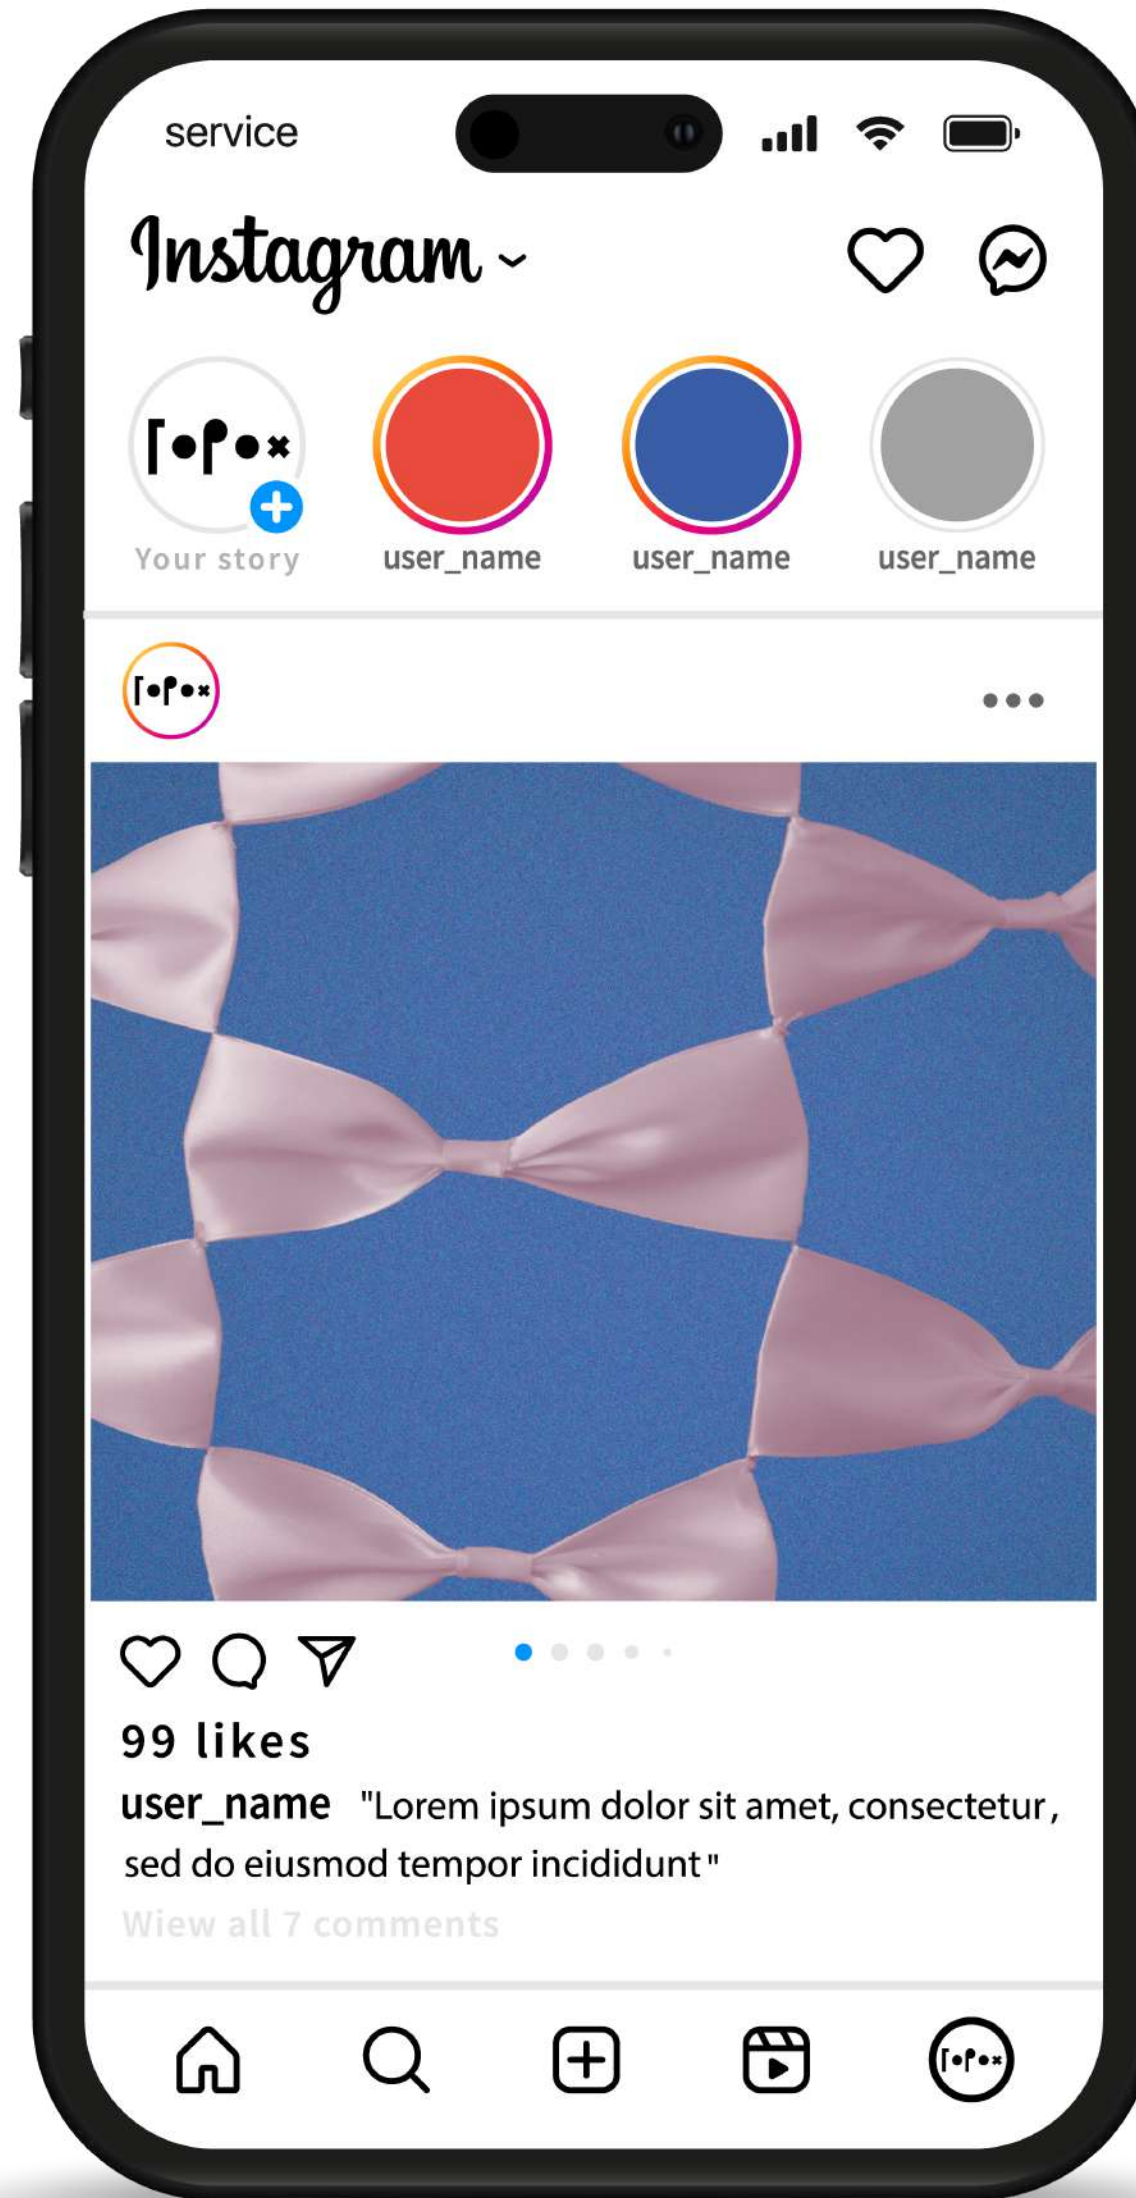 service
Instagram
Your story
user_name
user_name
user_name
99 likes
user_name "Lorem ipsum dolor sit amet, consectetur,
sed do eiusmod tempor incididunt"
Wiew all 7 comments